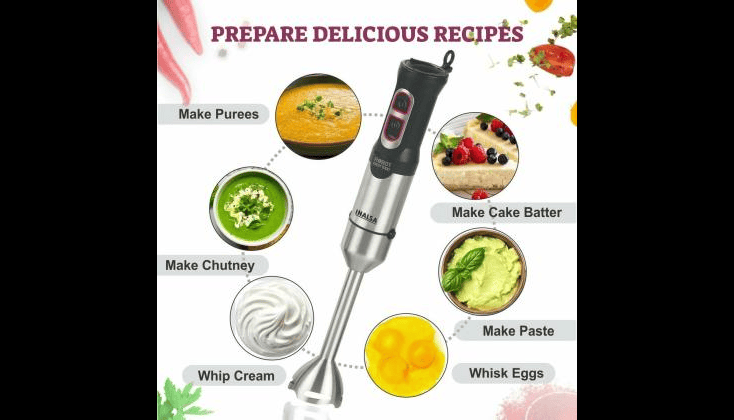 PREPARE DELICIOUS RECIPES
Make Purees
Make Cake Batter
INALSA
Make Chutney
Make Paste
Whip Cream
Whisk Eggs